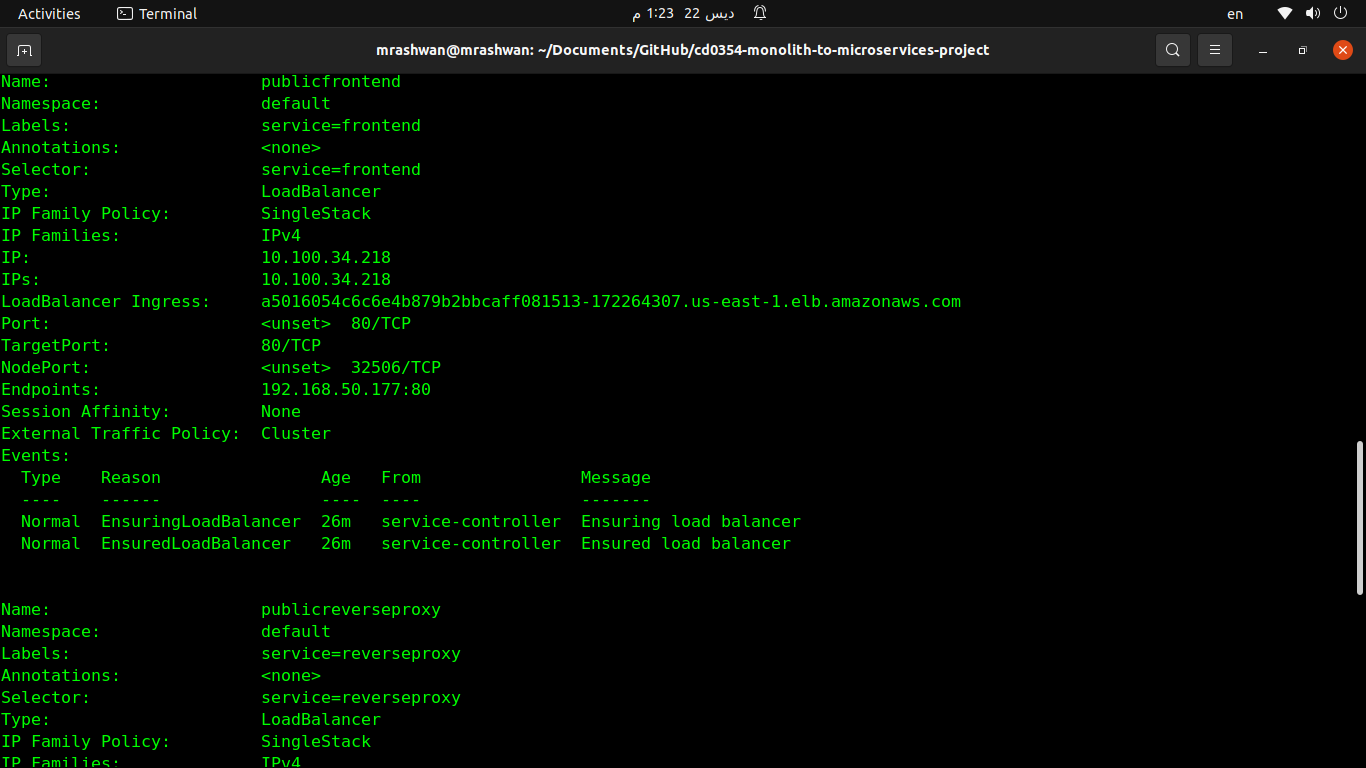 Activities Terminal ديس 22 1:23 م en
mrashwan@mrashwan: ~/Documents/GitHub/cd0354-monolith-to-microservices-project
Name: publicfrontend
Namespace: default
Labels: service=frontend
Annotations: <none>
Selector: service=frontend
Type: LoadBalancer
IP Family Policy: SingleStack
IP Families: IPv4
IP: 10.100.34.218
IPs: 10.100.34.218
LoadBalancer Ingress: a5016054c6c6e4b879b2bbcaff081513-172264307.us-east-1.elb.amazonaws.com
Port: <unset> 80/TCP
TargetPort: 80/TCP
NodePort: <unset> 32506/TCP
Endpoints: 192.168.50.177:80
Session Affinity: None
External Traffic Policy: Cluster
Events:
Type Reason Age From Message
---- ------ ---- ---- -------
Normal EnsuringLoadBalancer 26m service-controller Ensuring load balancer
Normal EnsuredLoadBalancer 26m service-controller Ensured load balancer
Name: publicreverseproxy
Namespace: default
Labels: service=reverseproxy
Annotations: <none>
Selector: service=reverseproxy
Type: LoadBalancer
IP Family Policy: SingleStack
IP Families: IPv4